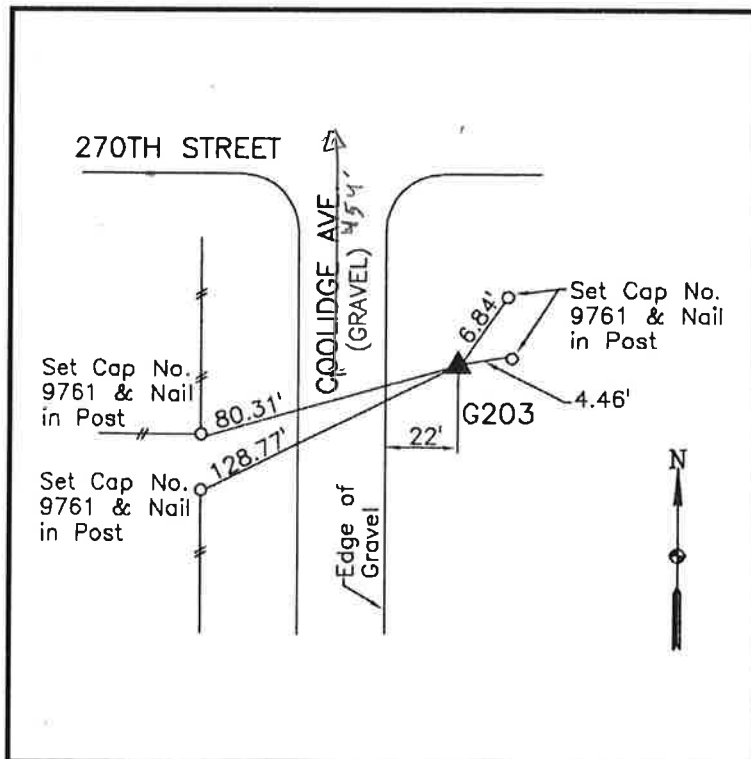 270TH STREET
COOLIDGE AVE
(GRAVEL) 454'
6.84'
Set Cap No.
9761 & Nail
in Post
Set Cap No.
9761 & Nail
in Post
80.31'
G203
4.46'
128.77'
22'
Set Cap No.
9761 & Nail
in Post
N
Edge of
Gravel